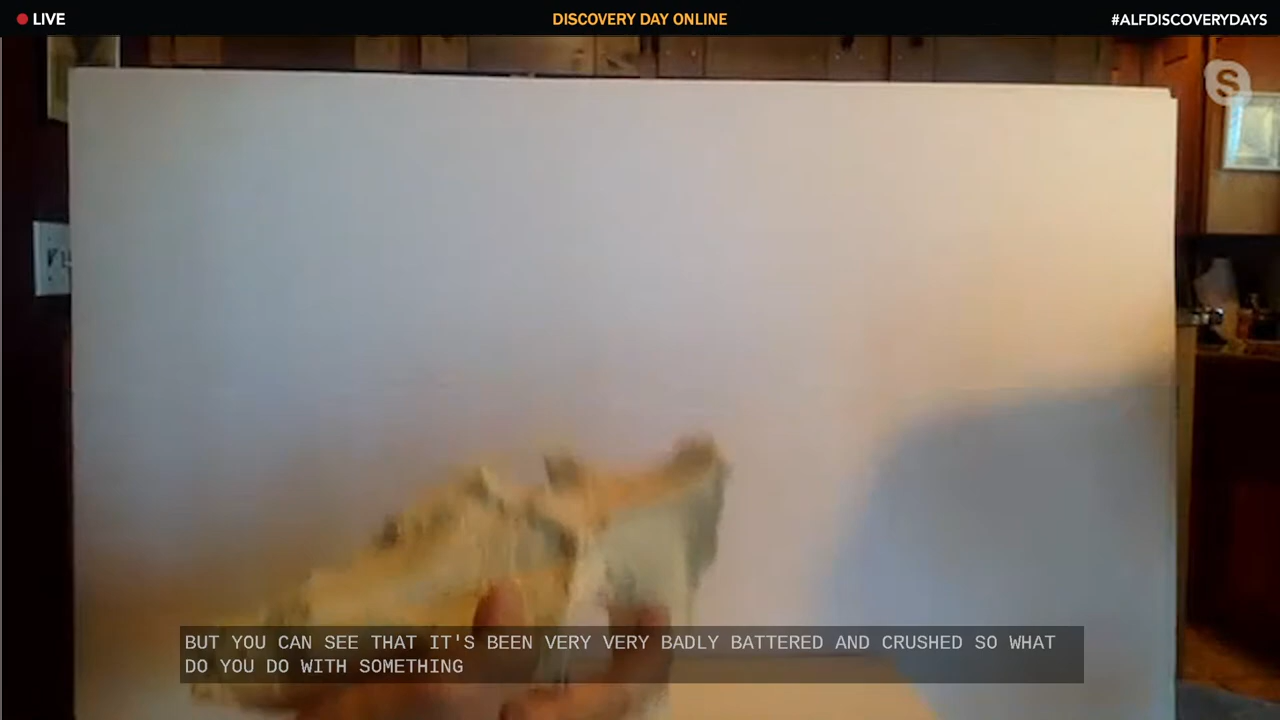 LIVE
DISCOVERY DAY ONLINE
#ALFDISCOVERYDAYS
S
BUT YOU CAN SEE THAT IT'S BEEN VERY VERY BADLY BATTERED AND CRUSHED SO WHAT
DO YOU DO WITH SOMETHING